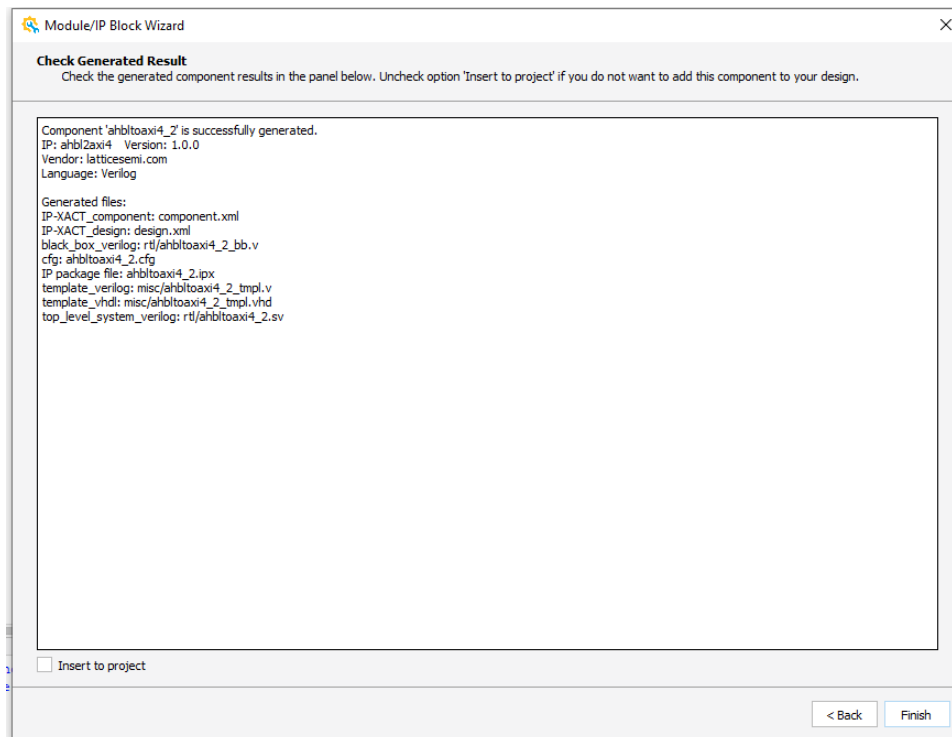 Module/IP Block Wizard
Check Generated Result
Check the generated component results in the panel below. Uncheck option 'Insert to project' if you do not want to add this component to your design.
Component 'ahbltoaxi4_2' is successfully generated.
IP: ahbl2axi4 Version: 1.0.0
Vendor: latticesemi.com
Language: Verilog
Generated files:
IP-XACT_component: component.xml
IP-XACT_design: design.xml
black_box_verilog: rtl/ahbltoaxi4_2_bb.v
cfg: ahbltoaxi4_2.cfg
IP package file: ahbltoaxi4_2.ipx
template_verilog: misc/ahbltoaxi4_2_tmpl.v
template_vhdl: misc/ahbltoaxi4_2_tmpl.vhd
top_level_system_verilog: rtl/ahbltoaxi4_2.sv
Insert to project
< Back Finish